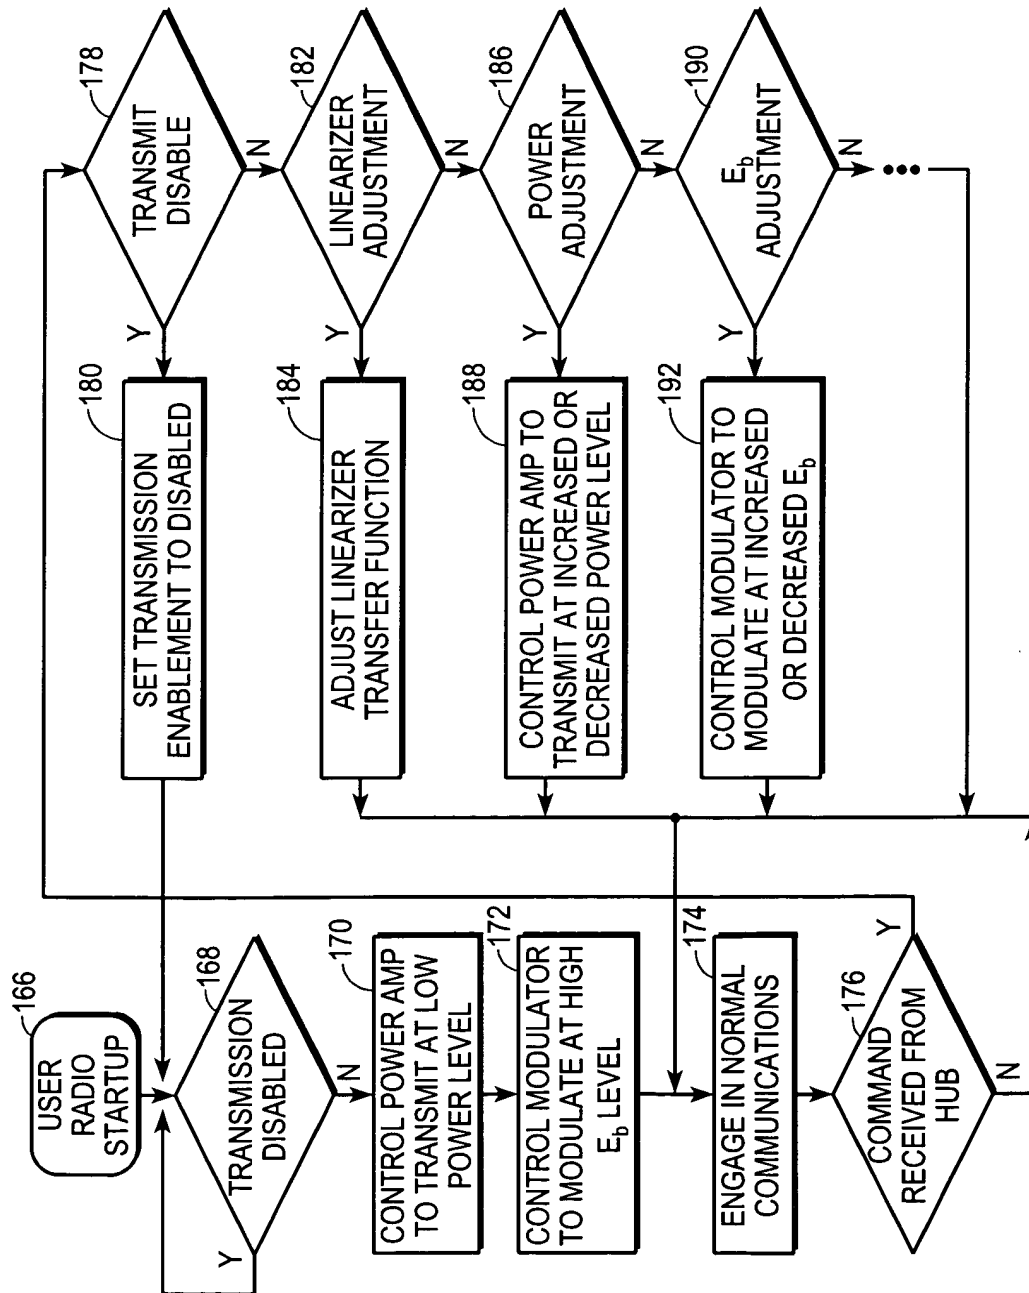 166
USER
RADIO
STARTUP
168
TRANSMISSION
DISABLED
Y
N
170
CONTROL POWER AMP
TO TRANSMIT AT LOW
POWER LEVEL
172
CONTROL MODULATOR
TO MODULATE AT HIGH
E_b LEVEL
174
ENGAGE IN NORMAL
COMMUNICATIONS
176
COMMAND
RECEIVED FROM
HUB
Y
N
178
TRANSMIT
DISABLE
Y
N
180
SET TRANSMISSION
ENABLEMENT TO DISABLED
182
LINEARIZER
ADJUSTMENT
Y
N
184
ADJUST LINEARIZER
TRANSFER FUNCTION
186
POWER
ADJUSTMENT
Y
N
188
CONTROL POWER AMP TO
TRANSMIT AT INCREASED OR
DECREASED POWER LEVEL
190
E_b
ADJUSTMENT
Y
N
192
CONTROL MODULATOR TO
MODULATE AT INCREASED
OR DECREASED E_b